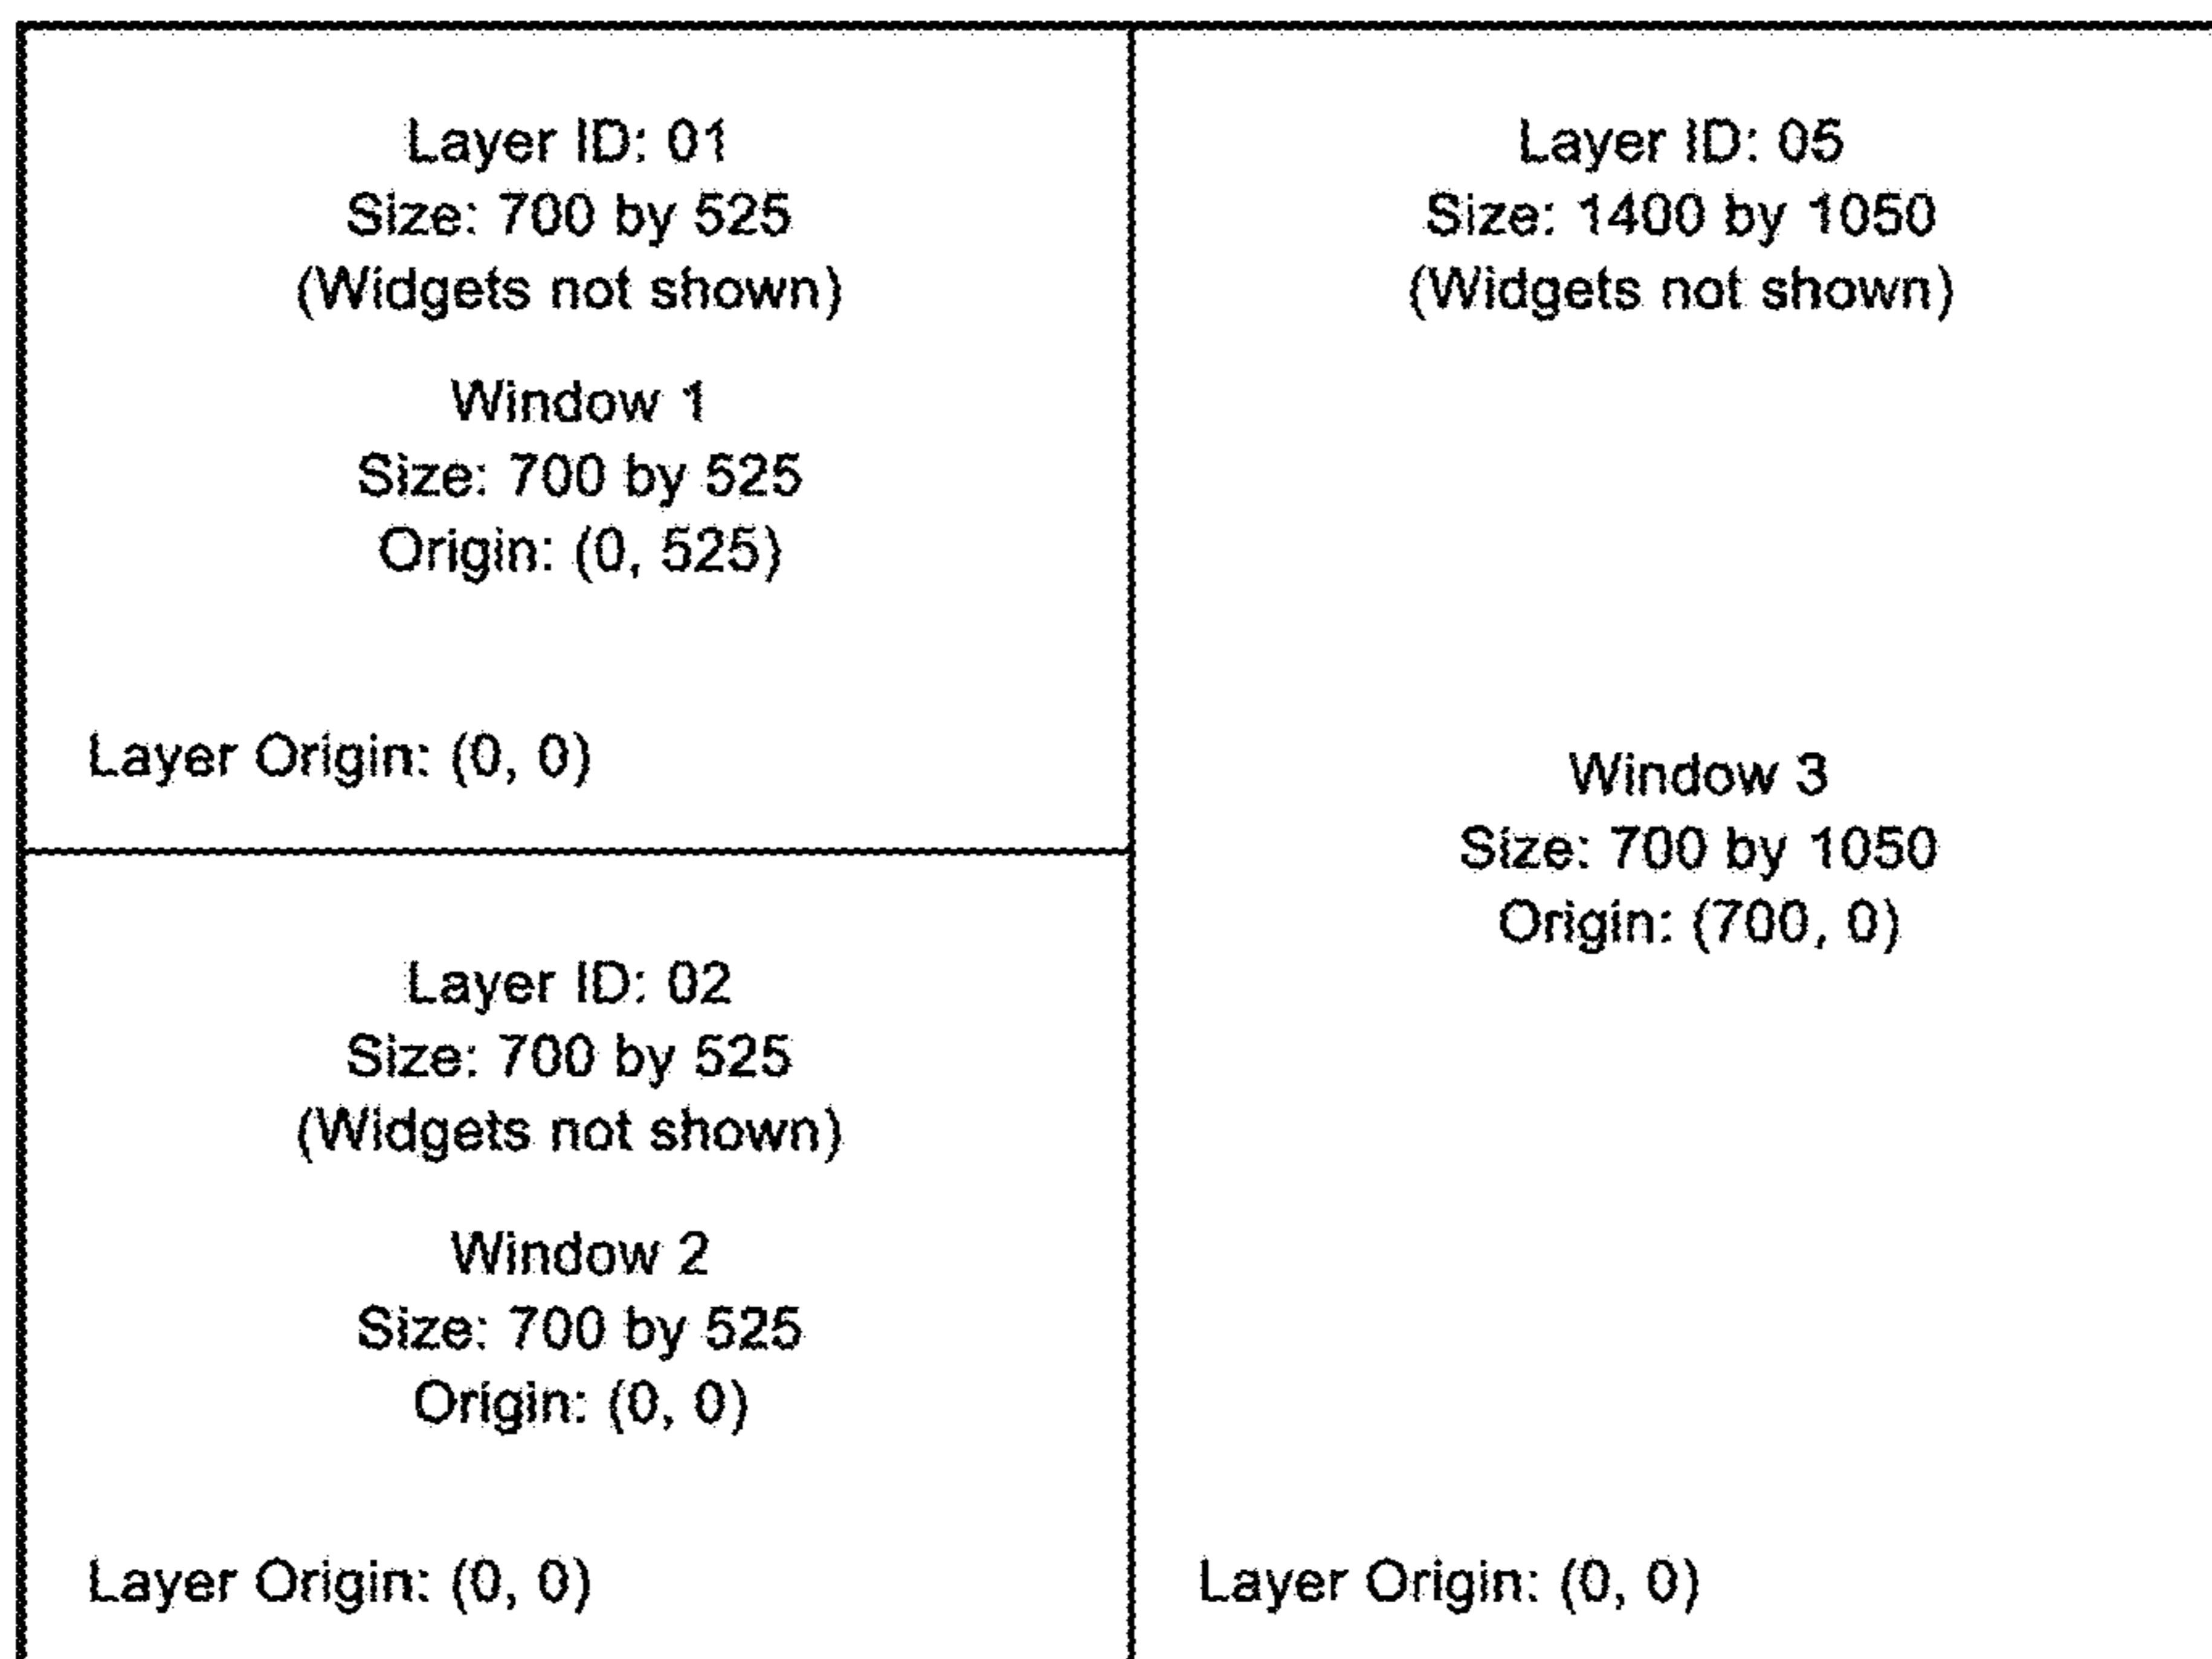 Layer ID: 01
Size: 700 by 525
(Widgets not shown)
Window 1
Size: 700 by 525
Origin: (0, 525)
Layer Origin: (0, 0)
Layer ID: 02
Size: 700 by 525
(Widgets not shown)
Window 2
Size: 700 by 525
Origin: (0, 0)
Layer Origin: (0, 0)
Layer ID: 05
Size: 1400 by 1050
(Widgets not shown)
Window 3
Size: 700 by 1050
Origin: (700, 0)
Layer Origin: (0, 0)